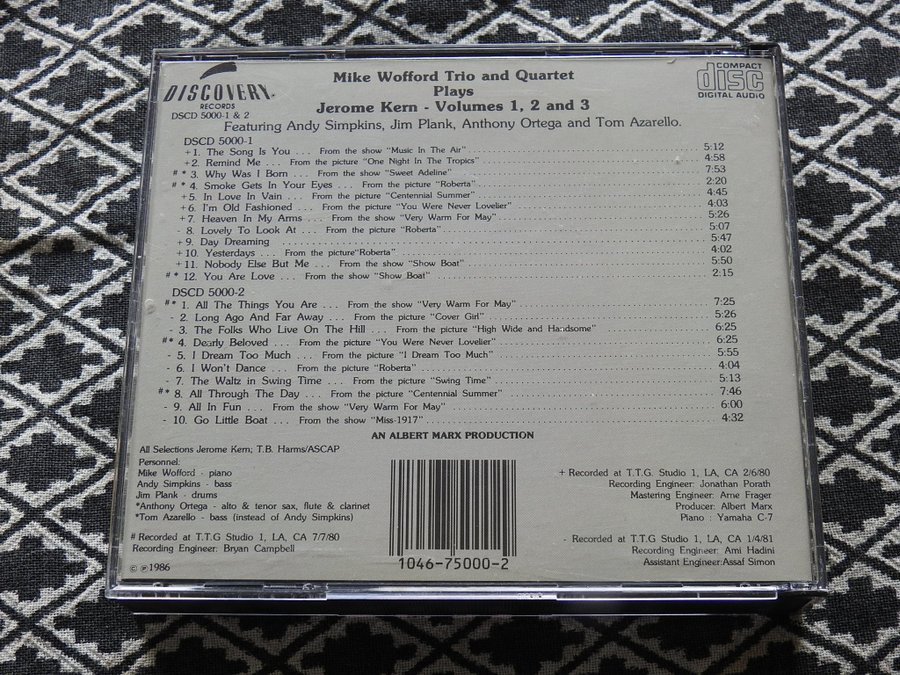 DISCOVERY
RECORDS
DSCD 5000-1 & 2
Mike Wofford Trio and Quartet
Plays
Jerome Kern - Volumes 1, 2 and 3
COMPACT
disc
DIGITAL AUDIO
Featuring Andy Simpkins, Jim Plank, Anthony Ortega and Tom Azarello.
DSCD 5000-1
+ 1. The Song Is You . . . From the show "Music In The Air" 5:12
+ 2. Remind Me . . . From the picture "One Night In The Tropics" 4:58
# * 3. Why Was I Born . . . From the show "Sweet Adeline" 7:53
# * 4. Smoke Gets In Your Eyes . . . From the picture "Roberta" 2:20
+ 5. In Love In Vain . . . From the picture "Centennial Summer" 4:45
+ 6. I'm Old Fashioned . . . From the picture "You Were Never Lovelier" 4:03
+ 7. Heaven In My Arms . . . From the show "Very Warm For May" 5:26
8. Lovely To Look At . . . From the picture "Roberta" 5:07
+ 9. Day Dreaming 5:47
+ 10. Yesterdays . . . From the picture"Roberta" 4:02
+ 11. Nobody Else But Me . . . From the show "Show Boat" 5:50
# * 12. You Are Love . . . From the show "Show Boat" 2:15
DSCD 5000-2
# * 1. All The Things You Are . . . From the show "Very Warm For May" 7:25
- 2. Long Ago And Far Away . . . From the picture "Cover Girl" 5:26
- 3. The Folks Who Live On The Hill . . . From the picture "High Wide and Handsome" 6:25
# * 4. Dearly Beloved . . . From the picture "You Were Never Lovelier" 6:25
- 5. I Dream Too Much . . . From the picture "I Dream Too Much" 5:55
- 6. I Won't Dance . . . From the picture "Roberta" 4:04
- 7. The Waltz in Swing Time . . . From the picture "Swing Time" 5:13
# * 8. All Through The Day . . . From the picture "Centennial Summer" 7:46
- 9. All In Fun . . . From the show "Very Warm For May" 6:00
- 10. Go Little Boat . . . From the show "Miss-1917" 4:32
AN ALBERT MARX PRODUCTION
All Selections Jerome Kern; T.B. Harms/ASCAP
Personnel:
Mike Wofford - piano
Andy Simpkins - bass
Jim Plank - drums
*Anthony Ortega - alto & tenor sax, flute & clarinet
*Tom Azarello - bass (instead of Andy Simpkins)
# Recorded at T.T.G Studio 1, LA, CA 7/7/80
Recording Engineer: Bryan Campbell
© ℗ 1986
1046-75000-2
+ Recorded at T.T.G. Studio 1, LA, CA 2/6/80
Recording Engineer: Jonathan Porath
Mastering Engineer: Arne Frager
Producer: Albert Marx
Piano : Yamaha C-7
- Recorded at T.T.G. Studio 1, LA, CA 1/4/81
Recording Engineer: Ami Hadini
Assistant Engineer:Assaf Simon